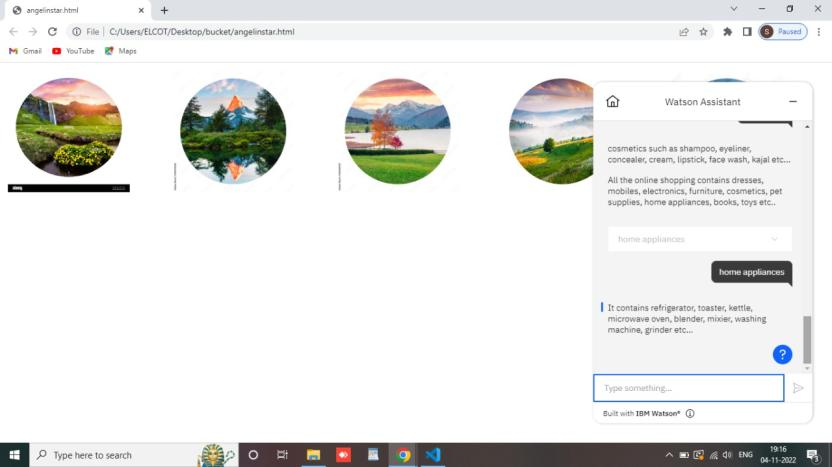 angelinstar.html
File
C:/Users/ELCOT/Desktop/bucket/angelinstar.html
S
Paused
Gmail
YouTube
Maps
Watson Assistant
cosmetics such as shampoo, eyeliner,
concealer, cream, lipstick, face wash, kajal etc...
All the online shopping contains dresses,
mobiles, electronics, furniture, cosmetics, pet
supplies, home appliances, books, toys etc..
home appliances
home appliances
It contains refrigerator, toaster, kettle,
microwave oven, blender, mixier, washing
machine, grinder etc...
?
Type something...
Built with IBM Watson®
Type here to search
ENG
19:16
04-11-2022
3